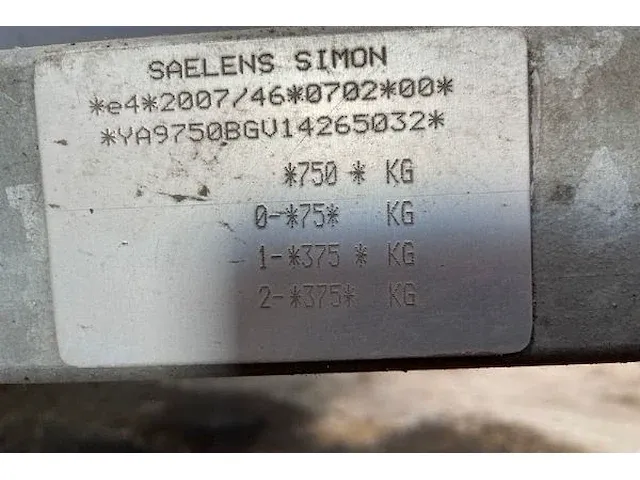 SAELENS SIMON
*e4*2007/46*0702*00*
*YA9750BGV14265032*
*750 * KG
0-*75* KG
1-*375 * KG
2-*375* KG